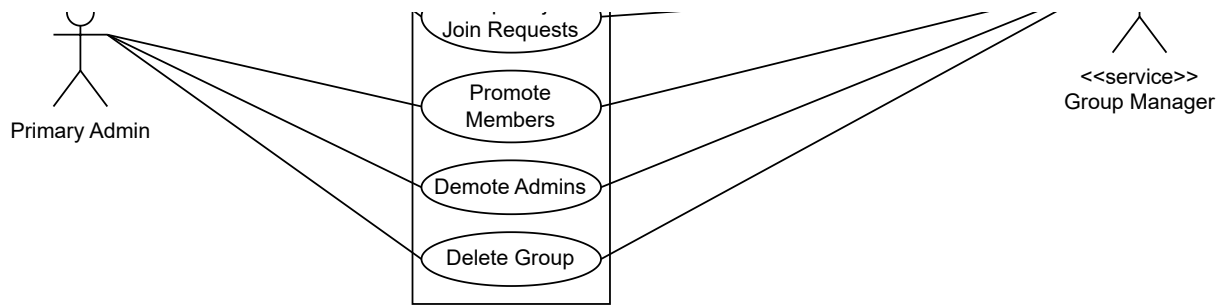 Join Requests
Promote
Members
Demote Admins
Delete Group
Primary Admin
<<service>>
Group Manager